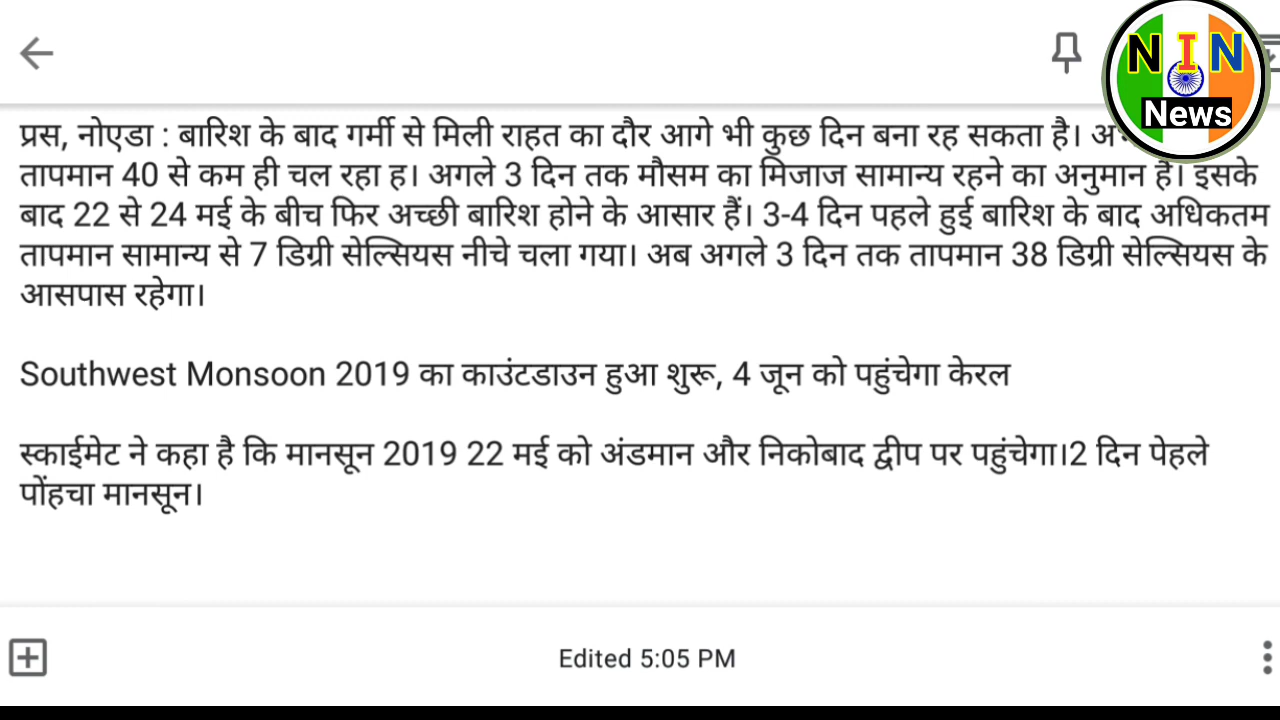 N I N
News
प्रस, नोएडा : बारिश के बाद गर्मी से मिली राहत का दौर आगे भी कुछ दिन बना रह सकता है।
तापमान 40 से कम ही चल रहा ह। अगले 3 दिन तक मौसम का मिजाज सामान्य रहने का अनुमान है। इसके
बाद 22 से 24 मई के बीच फिर अच्छी बारिश होने के आसार हैं। 3-4 दिन पहले हुई बारिश के बाद अधिकतम
तापमान सामान्य से 7 डिग्री सेल्सियस नीचे चला गया। अब अगले 3 दिन तक तापमान 38 डिग्री सेल्सियस के
आसपास रहेगा।
Southwest Monsoon 2019 का काउंटडाउन हुआ शुरू, 4 जून को पहुंचेगा केरल
स्काईमेट ने कहा है कि मानसून 2019 22 मई को अंडमान और निकोबाद द्वीप पर पहुंचेगा।2 दिन पेहले
पोंहचा मानसून।
Edited 5:05 PM